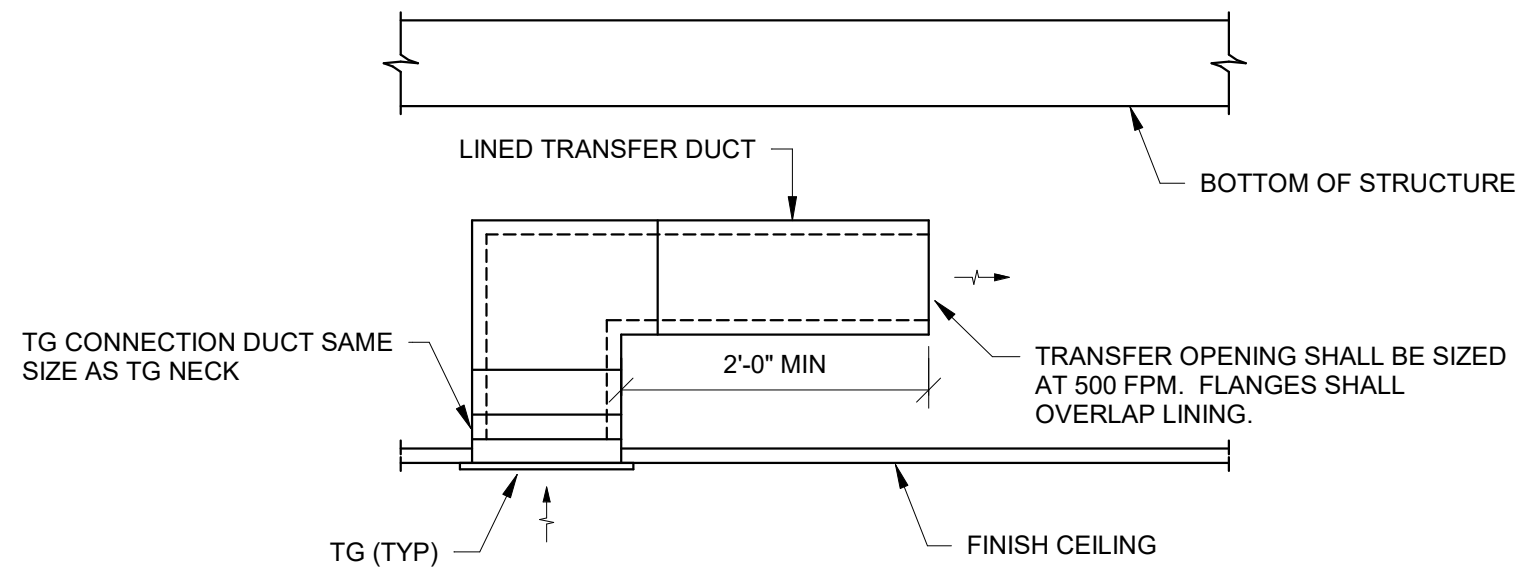 LINED TRANSFER DUCT
BOTTOM OF STRUCTURE
TG CONNECTION DUCT SAME
SIZE AS TG NECK
2'-0" MIN
TRANSFER OPENING SHALL BE SIZED
AT 500 FPM. FLANGES SHALL
OVERLAP LINING.
TG (TYP)
FINISH CEILING